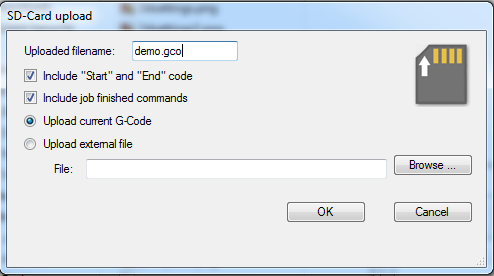 SD-Card upload
Uploaded filename: demo.gco
Include "Start" and "End" code
Include job finished commands
Upload current G-Code
Upload external file
File: Browse ...
OK Cancel